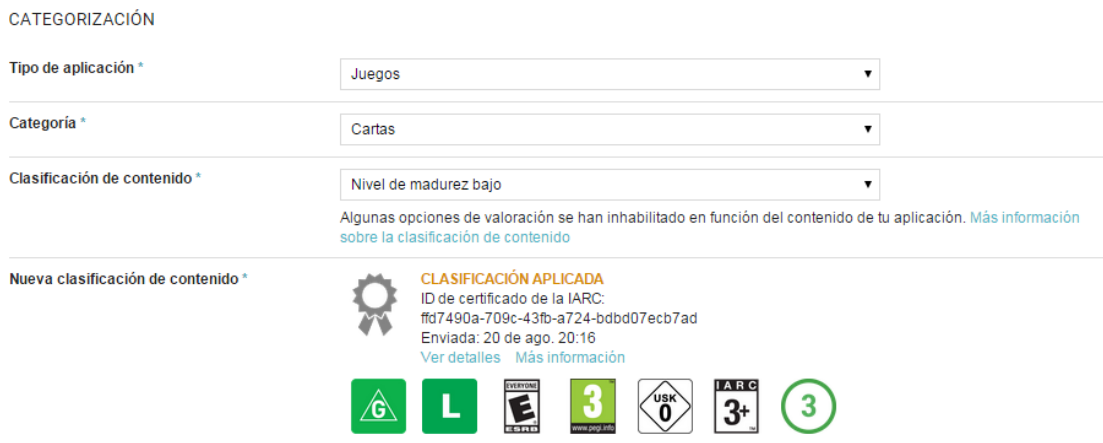 CATEGORIZACIÓN
Tipo de aplicación *
Juegos
Categoría *
Cartas
Clasificación de contenido *
Nivel de madurez bajo
Algunas opciones de valoración se han inhabilitado en función del contenido de tu aplicación. Más información
sobre la clasificación de contenido
Nueva clasificación de contenido *
CLASIFICACIÓN APLICADA
ID de certificado de la IARC:
ffd7490a-709c-43fb-a724-bdbd07ecb7ad
Enviada: 20 de ago. 20:16
Ver detalles Más información
G
L
EVERYONE
E
ESRB
3
www.pegi.info
USK
0
IARC
3+
3